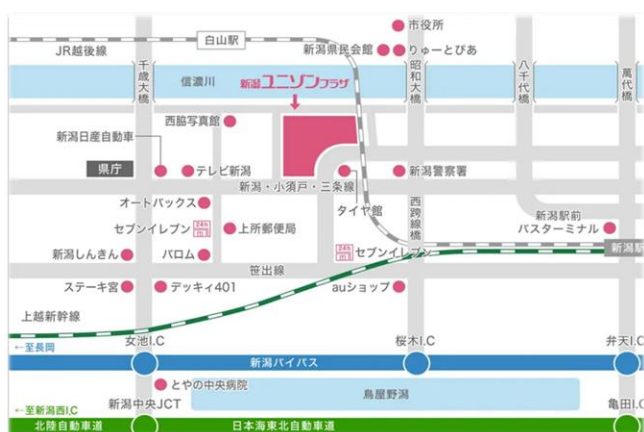 市役所
白山駅
JR越後線
新潟県民会館
りゅーとぴあ
千歳大橋
昭和大橋
八千代橋
萬代橋
信濃川
新潟ユニゾンプラザ
西脇写真館
新潟日産自動車
県庁
テレビ新潟
新潟警察署
新潟・小須戸・三条線
タイヤ館
オートバックス
西跨線橋
セブンイレブン
上所郵便局
新潟駅前
バスターミナル
新潟しんきん
パロム
セブンイレブン
新潟駅
笹出線
ステーキ宮
デッキィ401
auショップ
上越新幹線
女池I.C
桜木I.C
弁天I.C
←至長岡
新潟バイパス
とやの中央病院
鳥屋野潟
←至新潟西I.C
新潟中央JCT
亀田I.C
北陸自動車道
日本海東北自動車道